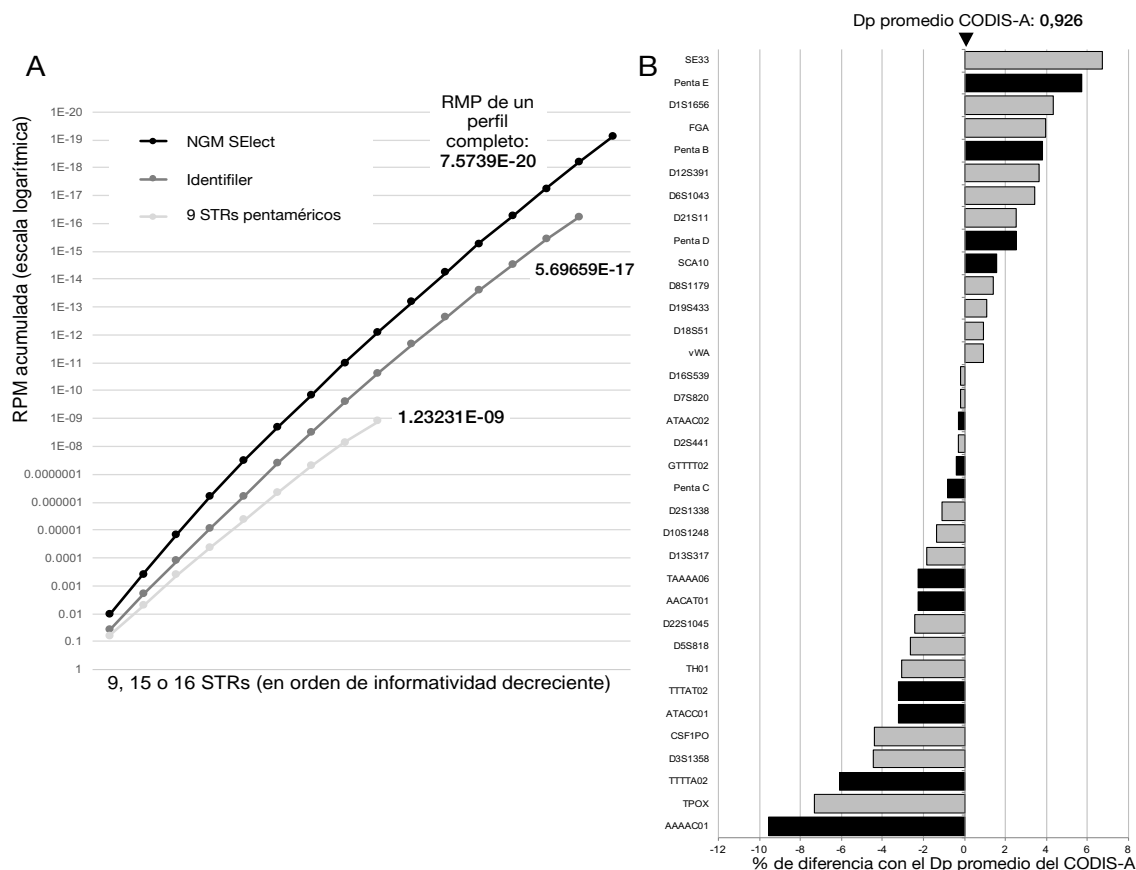 A
RPM acumulada (escala logarítmica)
1E-20
1E-19
1E-18
1E-17
1E-16
1E-15
1E-14
1E-13
1E-12
1E-11
1E-10
1E-09
1E-08
0.0000001
0.000001
0.00001
0.0001
0.001
0.01
0.1
1
NGM SElect
Identifiler
9 STRs pentaméricos
RMP de un
perfil
completo:
7.5739E-20
5.69659E-17
1.23231E-09
9, 15 o 16 STRs (en orden de informatividad decreciente)
Dp promedio CODIS-A: 0,926
B
SE33
Penta E
D1S1656
FGA
Penta B
D12S391
D6S1043
D21S11
Penta D
SCA10
D8S1179
D19S433
D18S51
vWA
D16S539
D7S820
ATAAC02
D2S441
GTTTT02
Penta C
D2S1338
D10S1248
D13S317
TAAAA06
AACAT01
D22S1045
D5S818
TH01
TTTAT02
ATACC01
CSF1PO
D3S1358
TTTTA02
TPOX
AAAAC01
-12 -10 -8 -6 -4 -2 0 2 4 6 8
% de diferencia con el Dp promedio del CODIS-A